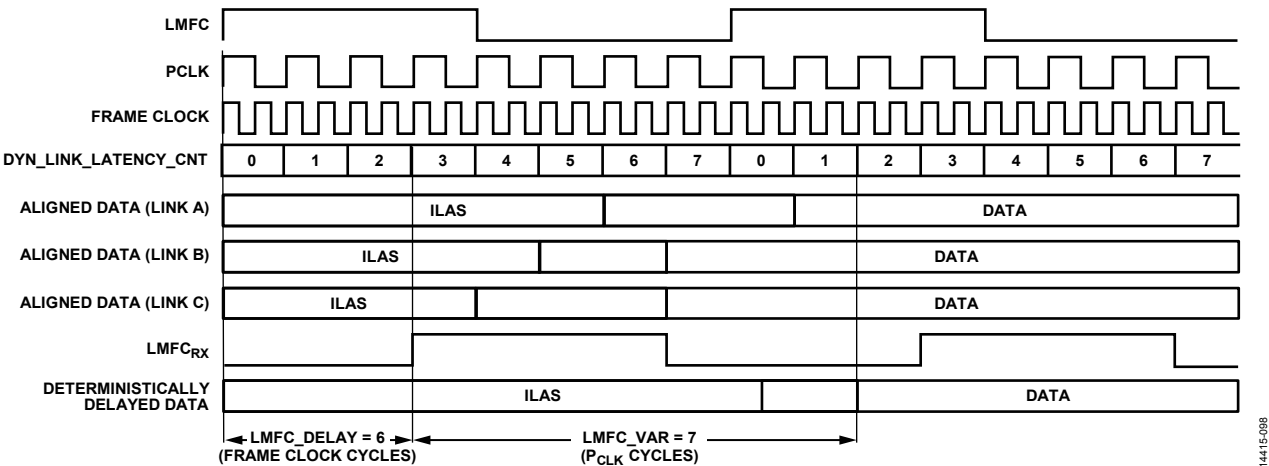 LMFC
PCLK
FRAME CLOCK
DYN_LINK_LATENCY_CNT 0 1 2 3 4 5 6 7 0 1 2 3 4 5 6 7
ALIGNED DATA (LINK A) ILAS DATA
ALIGNED DATA (LINK B) ILAS DATA
ALIGNED DATA (LINK C) ILAS DATA
LMFCRX
DETERMINISTICALLY
DELAYED DATA ILAS DATA
LMFC_DELAY = 6
(FRAME CLOCK CYCLES)
LMFC_VAR = 7
(PCLK CYCLES)
14415-098